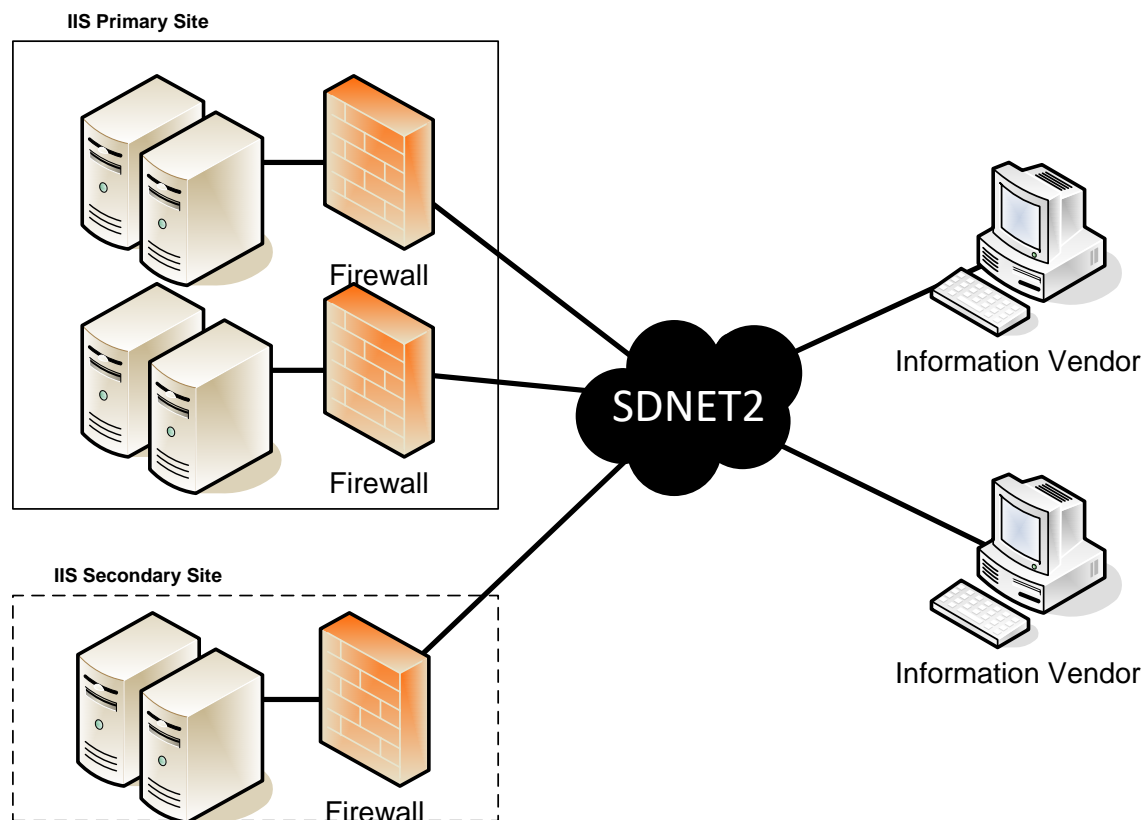 IIS Primary Site
Firewall
Firewall
SDNET2
Information Vendor
Information Vendor
IIS Secondary Site
Firewall